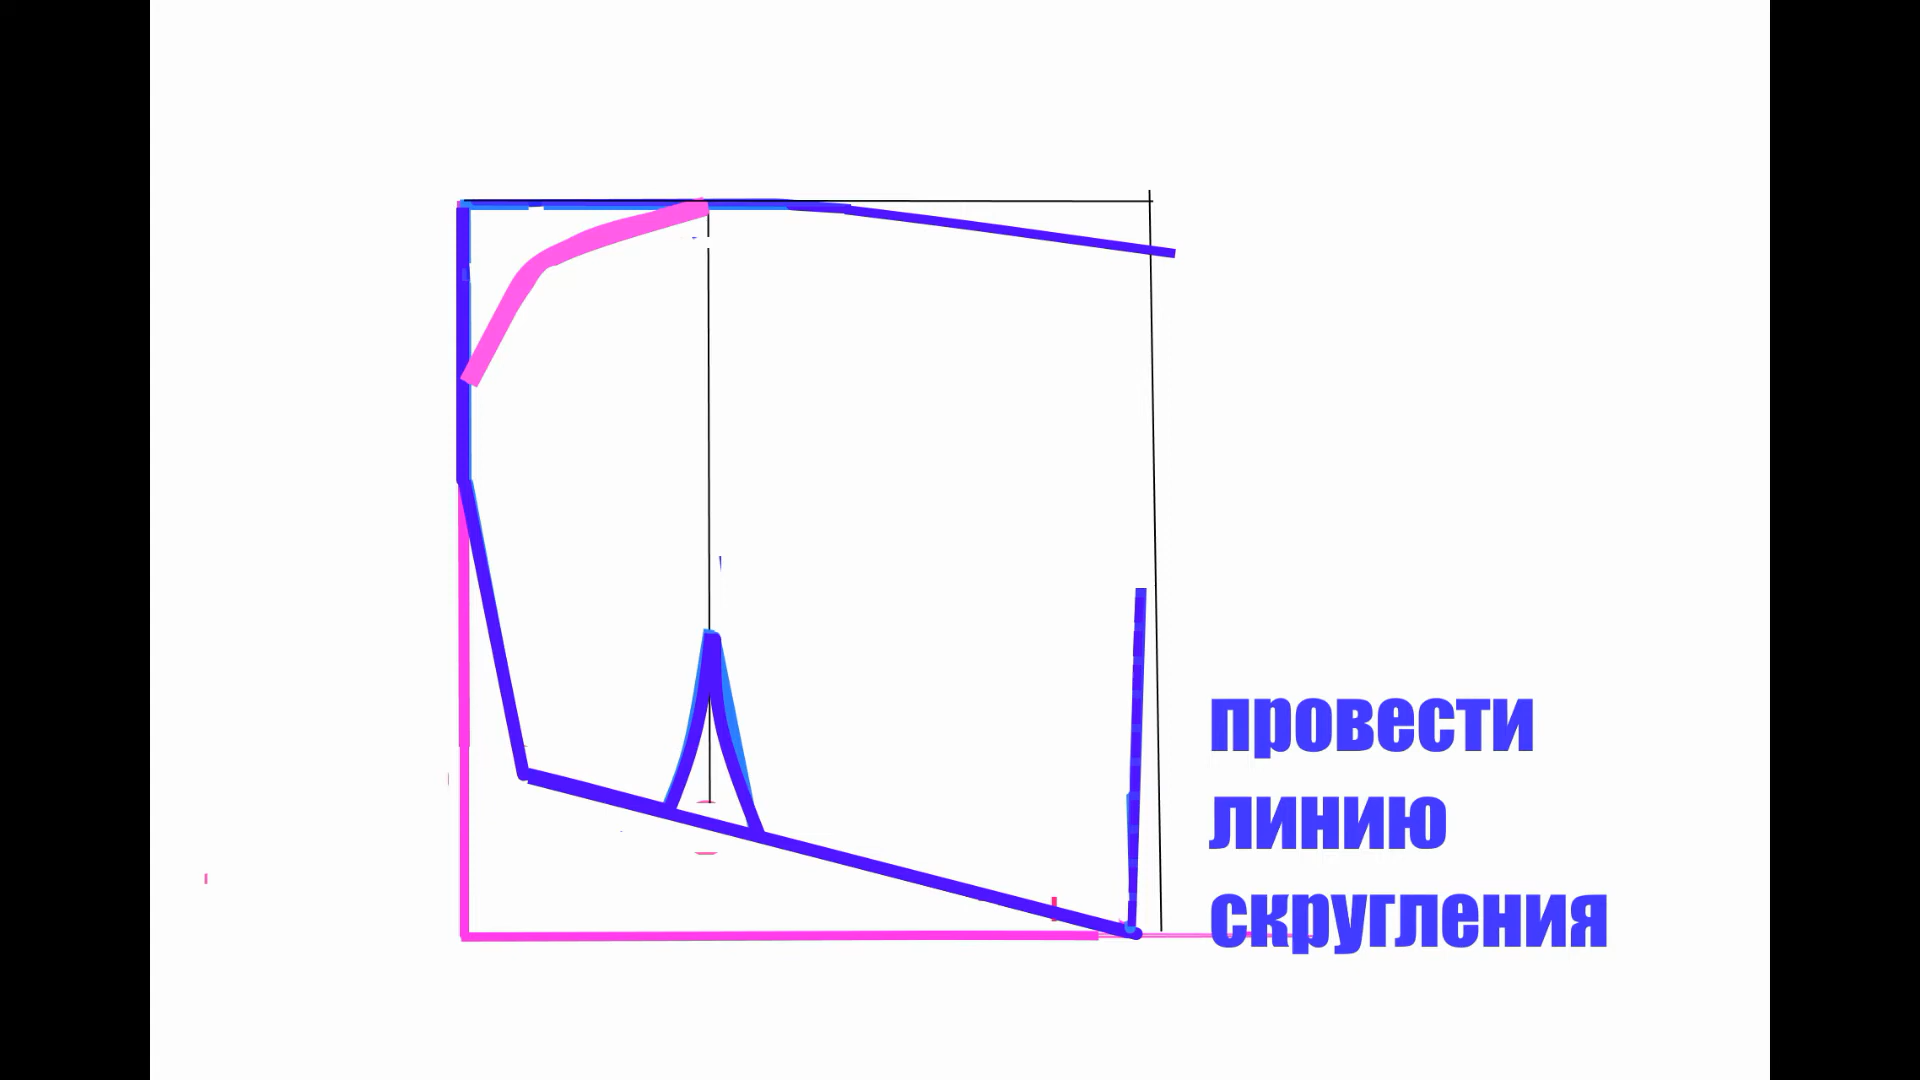 провести
линию
скругления